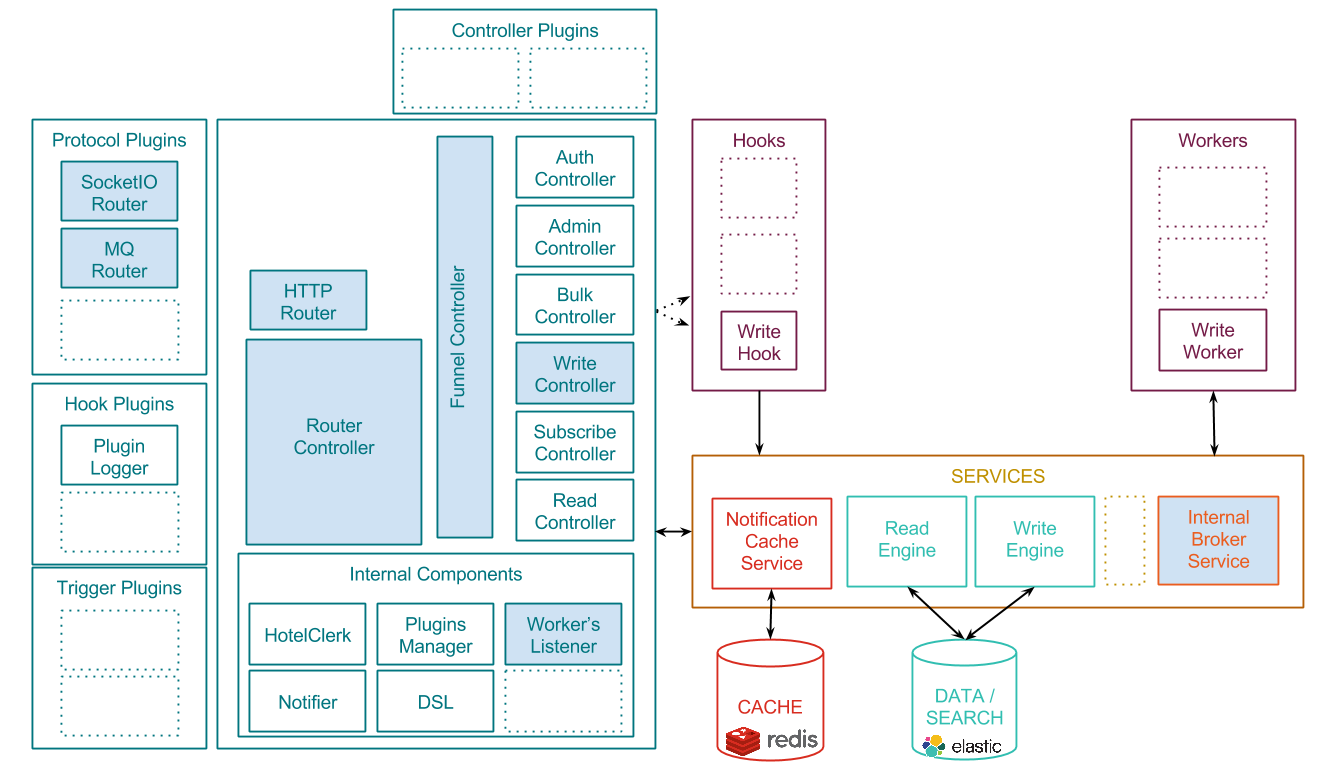 Controller Plugins
Protocol Plugins
SocketIO
Router
MQ
Router
Hook Plugins
Plugin
Logger
Trigger Plugins
HTTP
Router
Router
Controller
Funnel Controller
Auth
Controller
Admin
Controller
Bulk
Controller
Write
Controller
Subscribe
Controller
Read
Controller
Internal Components
HotelClerk
Plugins
Manager
Worker's
Listener
Notifier
DSL
Hooks
Write
Hook
Workers
Write
Worker
SERVICES
Notification
Cache
Service
Read
Engine
Write
Engine
Internal
Broker
Service
CACHE
redis
DATA /
SEARCH
elastic